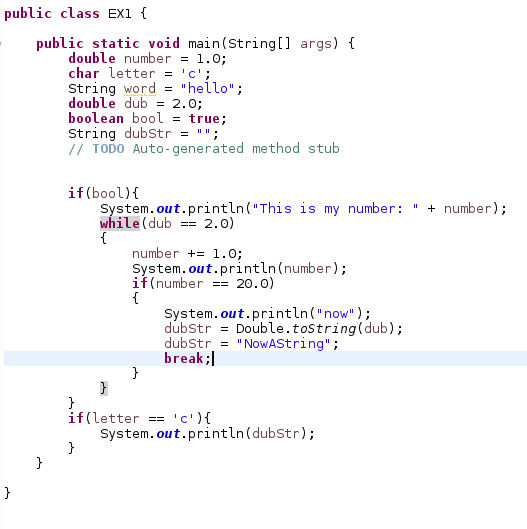 public class EX1 {
public static void main(String[] args) {
double number = 1.0;
char letter = 'c';
String word = "hello";
double dub = 2.0;
boolean bool = true;
String dubStr = "";
// TODO Auto-generated method stub
if(bool){
System.out.println("This is my number: " + number);
while(dub == 2.0)
{
number += 1.0;
System.out.println(number);
if(number == 20.0)
{
System.out.println("now");
dubStr = Double.toString(dub);
dubStr = "NowAString";
break;
}
}
}
if(letter == 'c'){
System.out.println(dubStr);
}
}
}